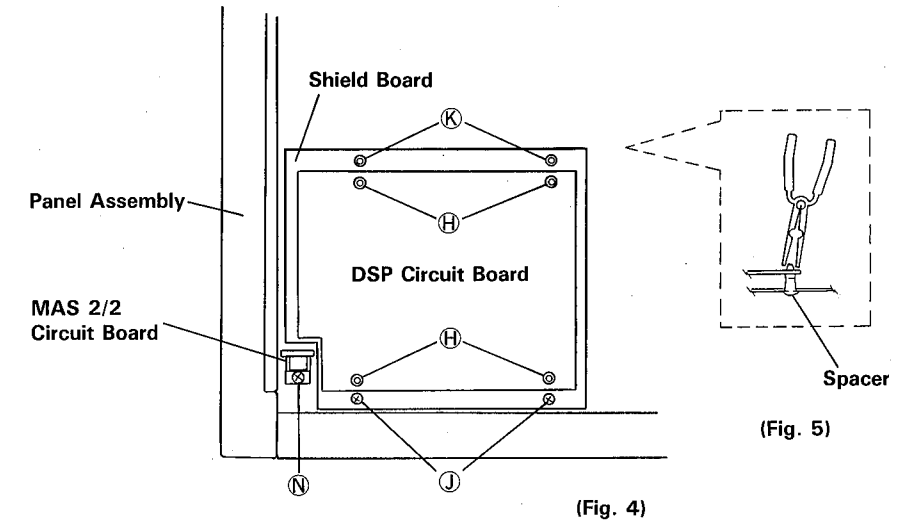 Shield Board
Ⓚ
Panel Assembly
Ⓗ
DSP Circuit Board
MAS 2/2
Circuit Board
Ⓗ
Spacer
(Fig. 5)
Ⓝ
Ⓙ
(Fig. 4)